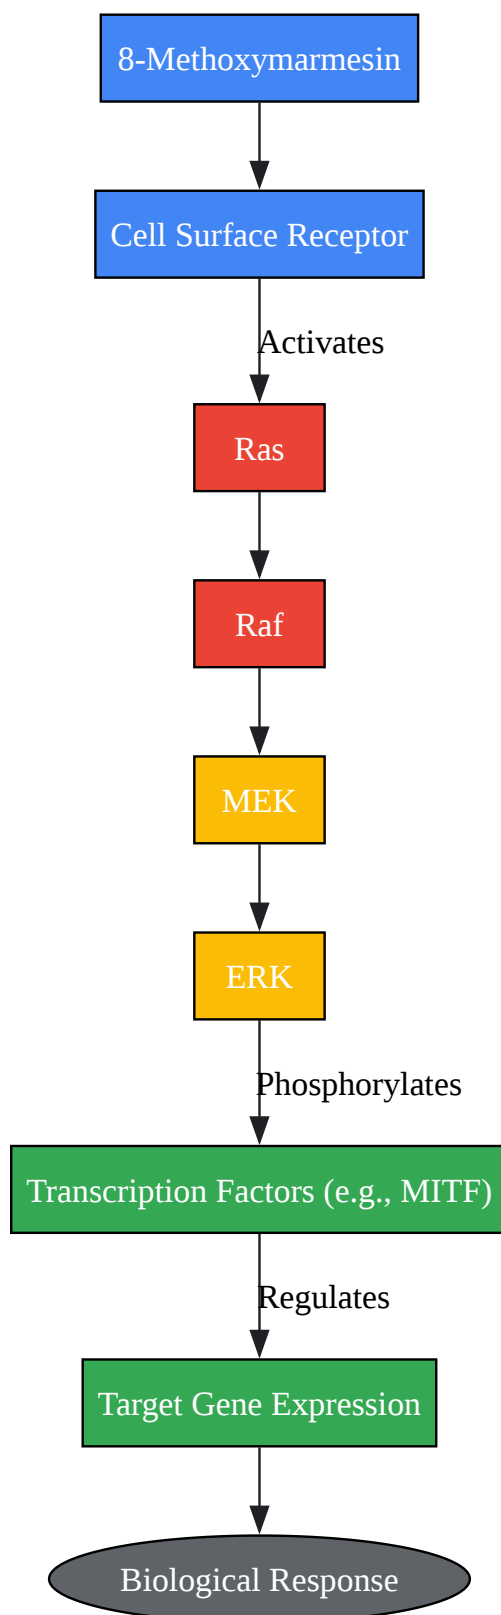 8-Methoxymarmesin
Cell Surface Receptor
Activates
Ras
Raf
MEK
ERK
Phosphorylates
Transcription Factors (e.g., MITF)
Regulates
Target Gene Expression
Biological Response